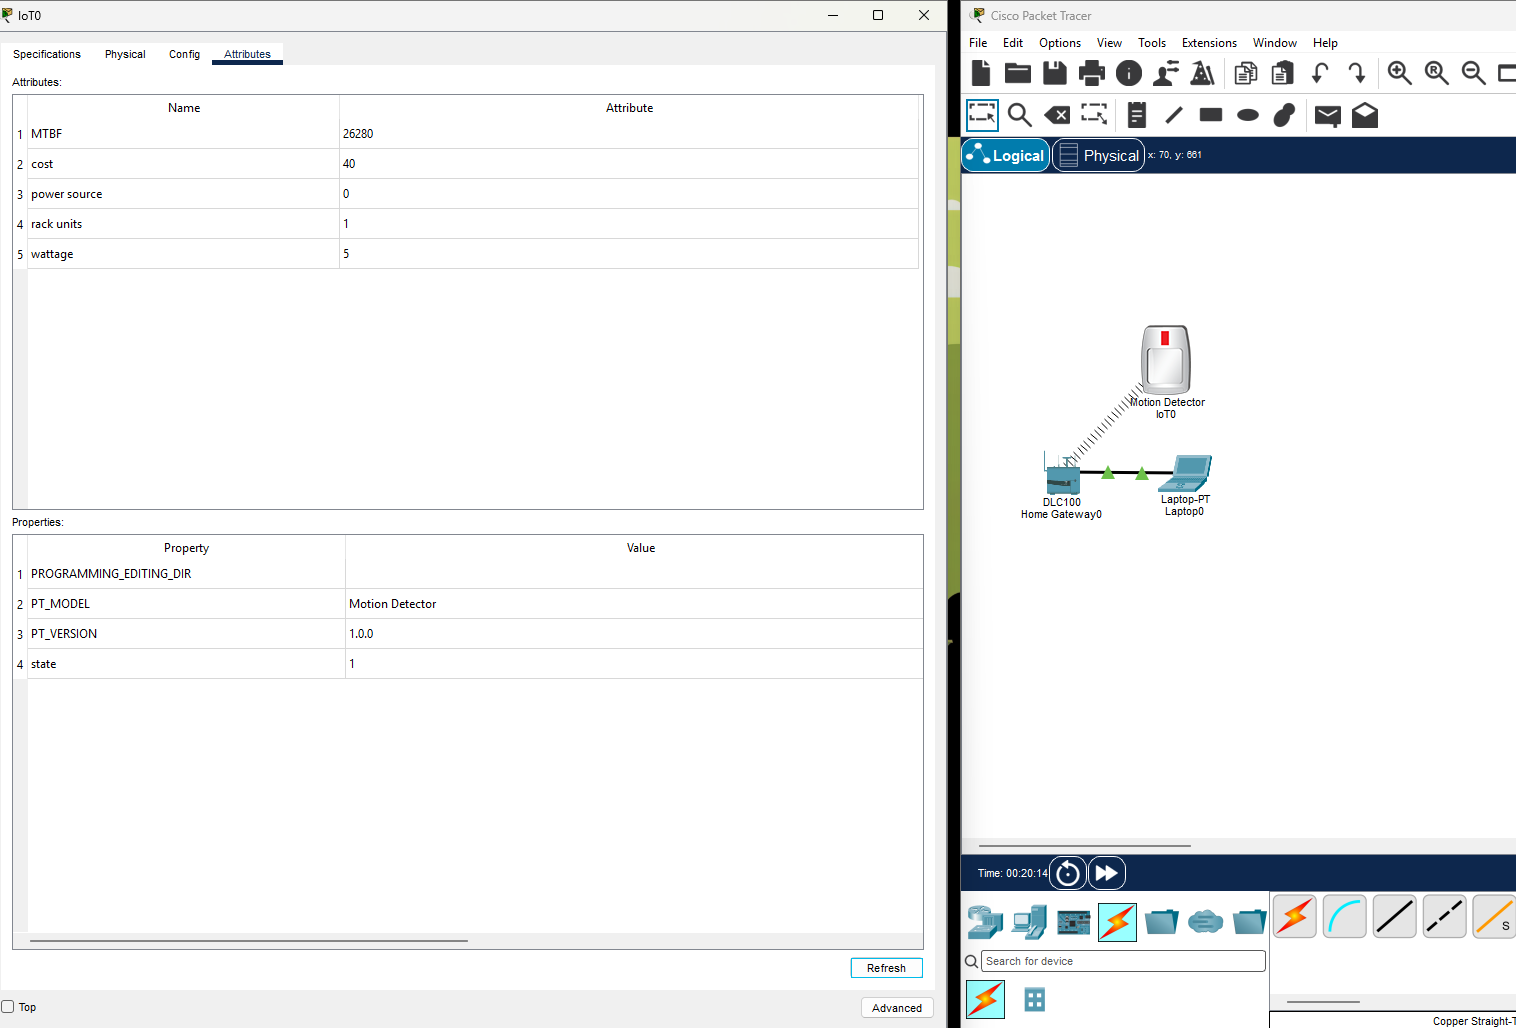 IoT0
Specifications Physical Config Attributes
Attributes:
Name Attribute
1 MTBF 26280
2 cost 40
3 power source 0
4 rack units 1
5 wattage 5
Properties:
Property Value
1 PROGRAMMING_EDITING_DIR
2 PT_MODEL Motion Detector
3 PT_VERSION 1.0.0
4 state 1
Refresh
Top
Advanced
Cisco Packet Tracer
File Edit Options View Tools Extensions Window Help
R
Logical Physical x: 70, y: 661
Motion Detector
IoT0
DLC100
Home Gateway0
Laptop-PT
Laptop0
Time: 00:20:14
S
Search for device
Copper Straight-T